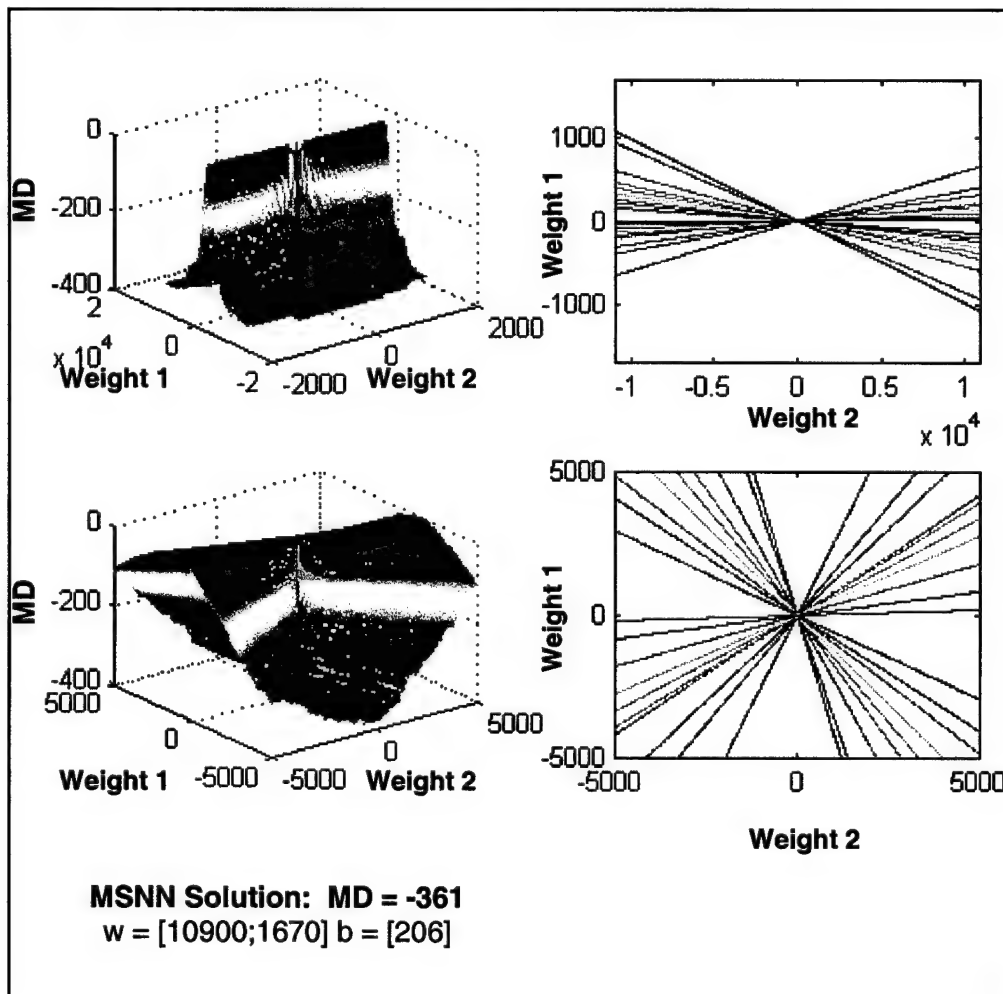 0
-200
-400
MD
2
0
-2
x 10^4
Weight 1
-2000
0
2000
Weight 2
1000
0
-1000
Weight 1
-1
-0.5
0
0.5
1
Weight 2
x 10^4
0
-200
-400
MD
5000
0
-5000
Weight 1
-5000
0
5000
Weight 2
5000
0
-5000
Weight 1
-5000
0
5000
Weight 2
MSNN Solution: MD = -361
w = [10900;1670] b = [206]